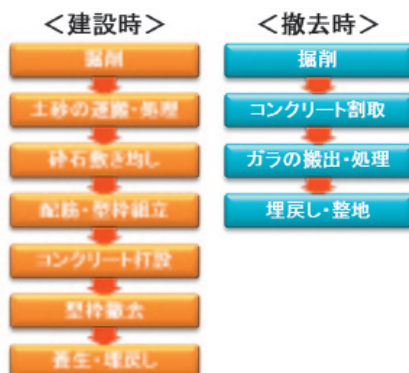 ＜建設時＞
掘削
土砂の運搬・処理
砕石敷き均し
配筋・型枠組立
コンクリート打設
型枠撤去
養生・埋戻し
＜撤去時＞
掘削
コンクリート割取
ガラの搬出・処理
埋戻し・整地